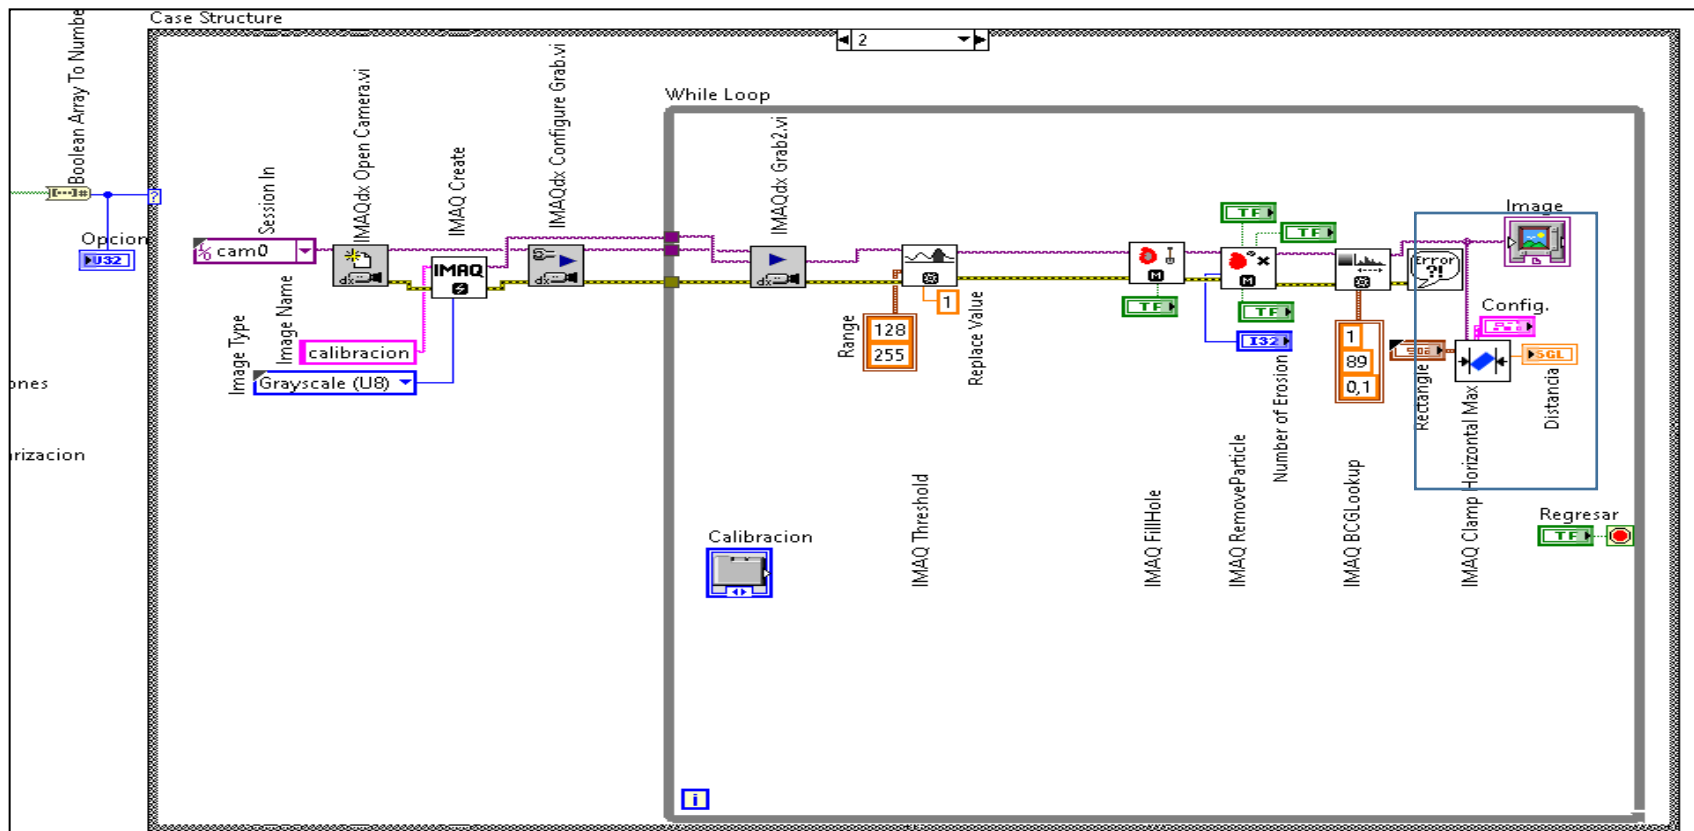 Case Structure
2
Boolean Array To Numbe
Opcion
U32
ones
rizacion
While Loop
Session In
cam0
IMAQdx Open Camera.vi
IMAQ Create
IMAQdx Configure Grab.vi
IMAQdx Grab2.vi
dx
IMAQ
dx
dx
Image Type
Image Name
calibracion
Grayscale (U8)
Range
128
255
1
Replace Value
IMAQ Threshold
TF
IMAQ FillHole
M
TF
TF
M
TF
I32
Number of Erosion
IMAQ RemoveParticle
1
89
0,1
IMAQ BCGLookup
Error
?!
Image
Config.
Rectangle
SGL
Distancia
IMAQ Clamp Horizontal Max
Calibracion
Regresar
TF
i